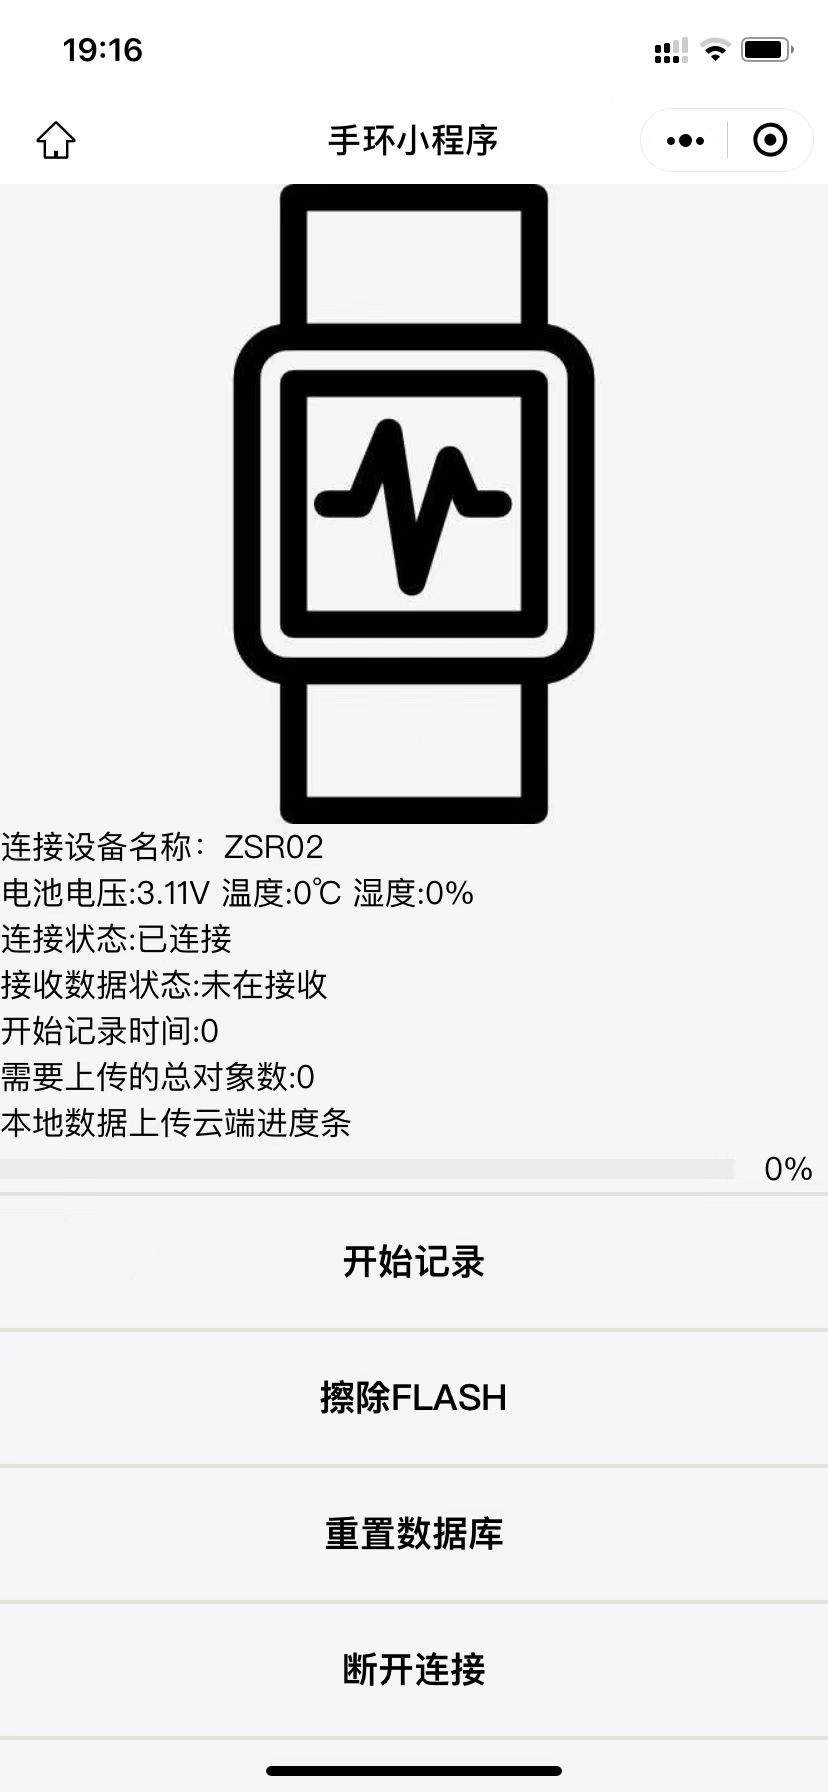 19:16
手环小程序
连接设备名称：ZSR02
电池电压:3.11V 温度:0℃ 湿度:0%
连接状态:已连接
接收数据状态:未在接收
开始记录时间:0
需要上传的总对象数:0
本地数据上传云端进度条
0%
开始记录
擦除FLASH
重置数据库
断开连接